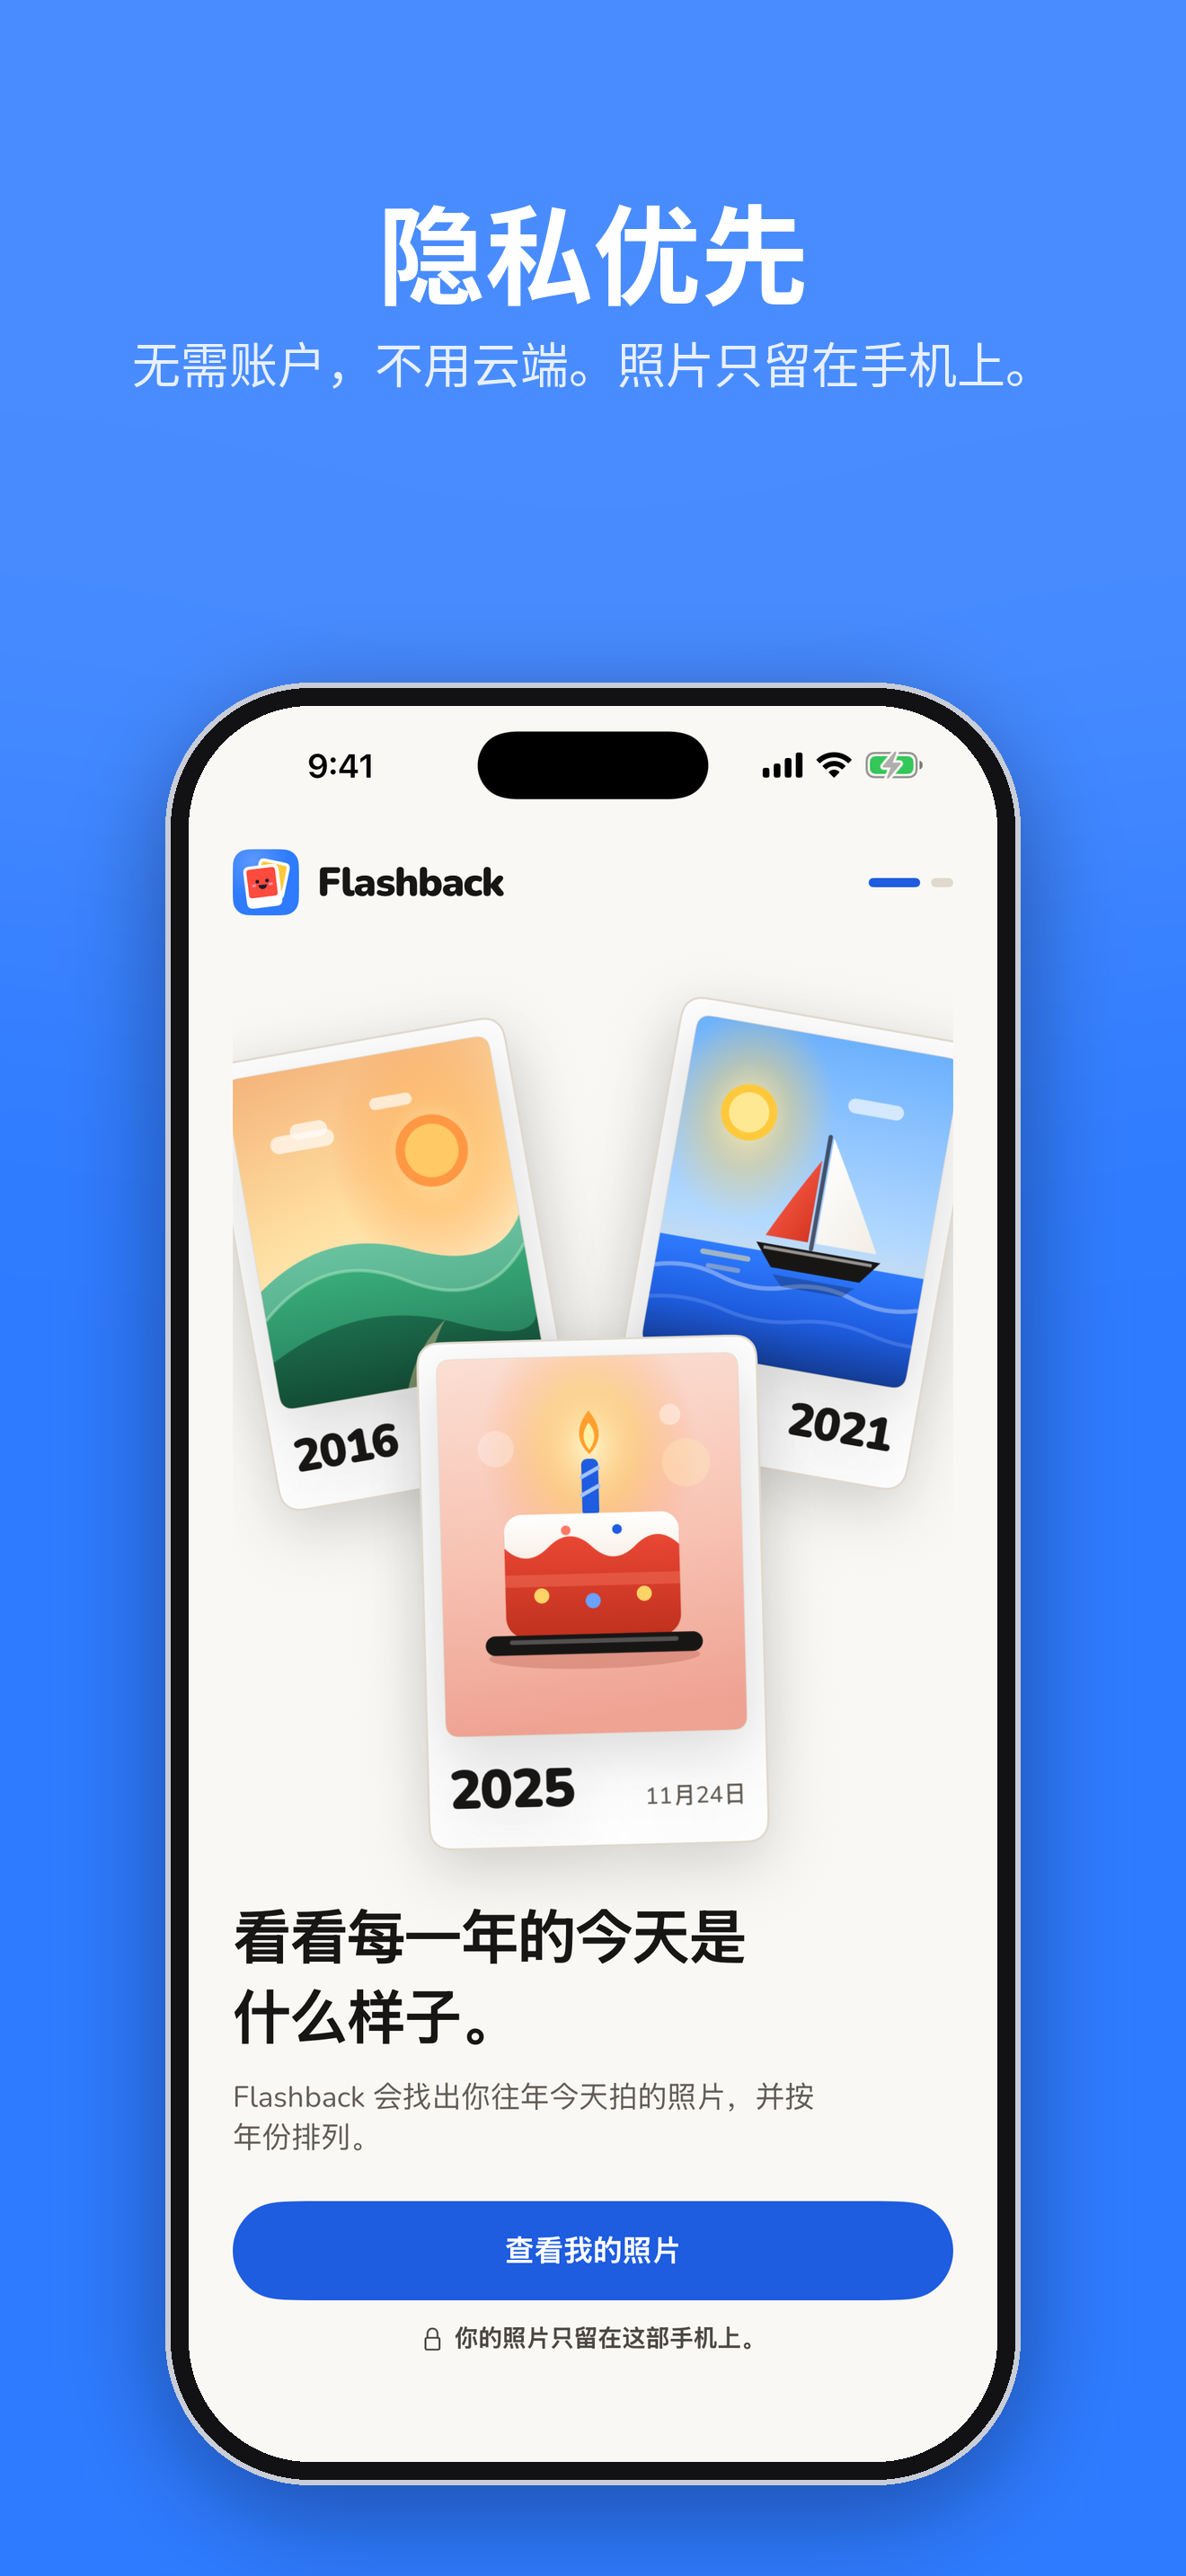 隐私优先
无需账户，不用云端。照片只留在手机上。
9:41
Flashback
2016
2021
2025
11月24日
看看每一年的今天是
什么样子。
Flashback 会找出你往年今天拍的照片，并按
年份排列。
查看我的照片
你的照片只留在这部手机上。